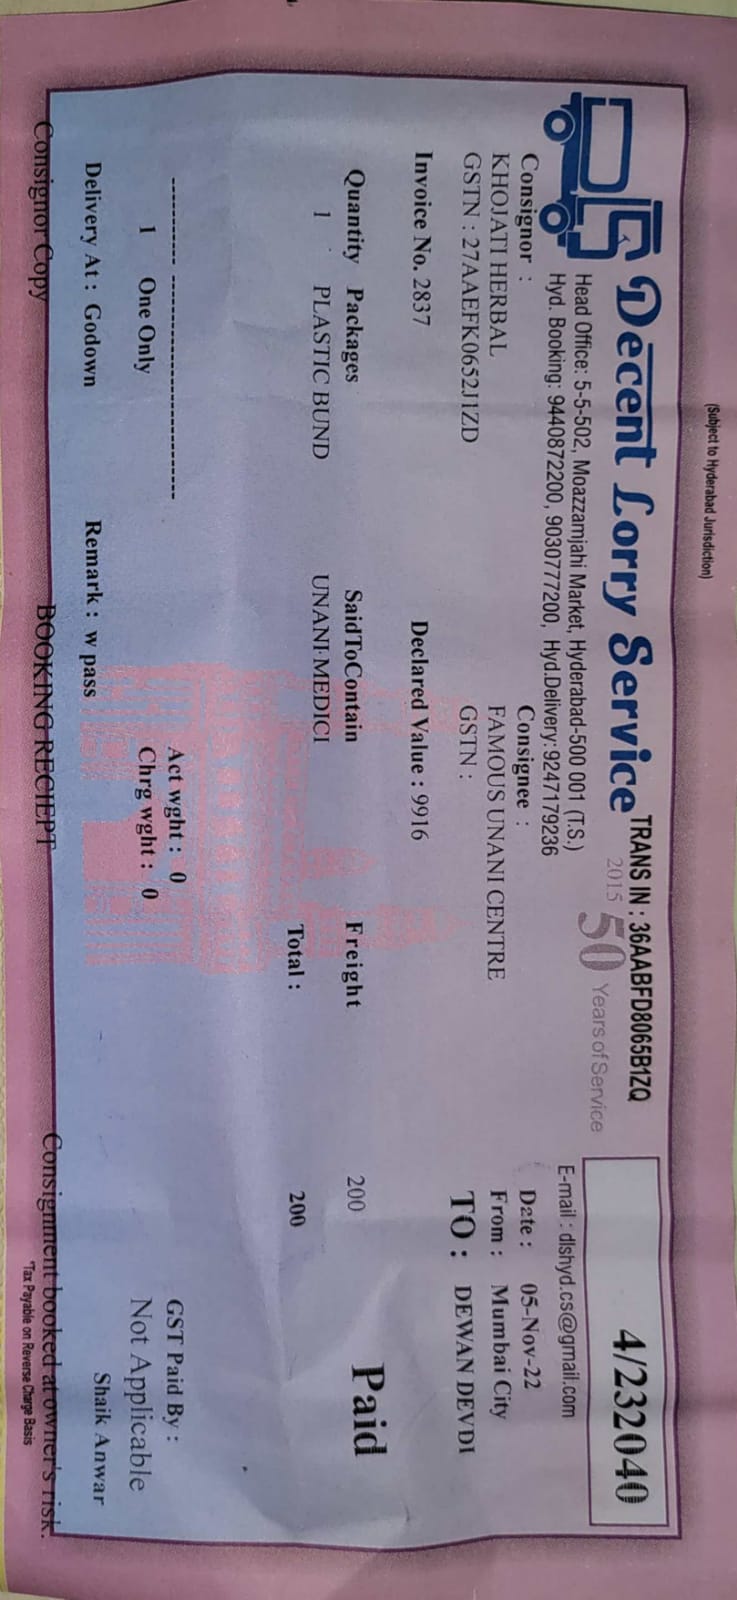 (Subject to Hyderabad Jurisdiction)
TRANS IN : 36AABFD8065B1ZQ
Decent Lorry Service
2015 50 Years of Service
4/232040
Head Office: 5-5-502, Moazzamjahi Market, Hyderabad-500 001 (T.S.)
Hyd. Booking: 9440872200, 9030777200, Hyd.Delivery:9247179236
E-mail : dlshyd.cs@gmail.com
Consignor : Consignee : Date : 05-Nov-22
KHOJATI HERBAL FAMOUS UNANI CENTRE From : Mumbai City
GSTN : 27AAEFK0652J1ZD GSTN : TO : DEWAN DEVDI
Invoice No. 2837 Declared Value : 9916
Quantity Packages SaidToContain Freight 200 Paid
1 PLASTIC BUND UNANI MEDICI
Total : 200
1 One Only Act wght : 0 GST Paid By :
Chrg wght : 0 Not Applicable
Delivery At : Godown Remark : w pass Shaik Anwar
Consignor Copy BOOKING RECIEPT Consignment booked at owner's risk.
*Tax Payable on Reverse Charge Basis